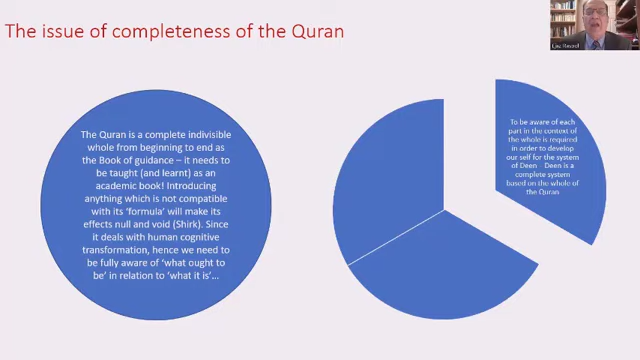 The issue of completeness of the Quran
The Quran is a complete indivisible
whole from beginning to end as
the Book of guidance – it needs to
be taught (and learnt) as an
academic book! Introducing
anything which is not compatible
with its 'formula' will make its
effects null and void (Shirk). Since
it deals with human cognitive
transformation, hence we need to
be fully aware of 'what ought to
be' in relation to 'what it is'...
To be aware of each
part in the context of
the whole is required
in order to develop
our self for the system
of Deen Deen is a
complete system
based on the whole of
the Quran